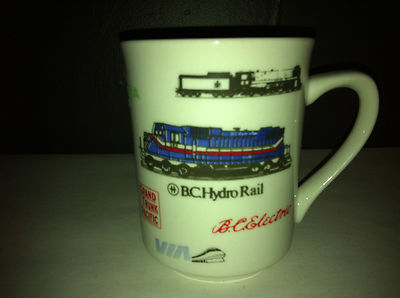 B.C. Hydro Rail
GRAND
TRUNK
PACIFIC
B.C. Electric
VIA